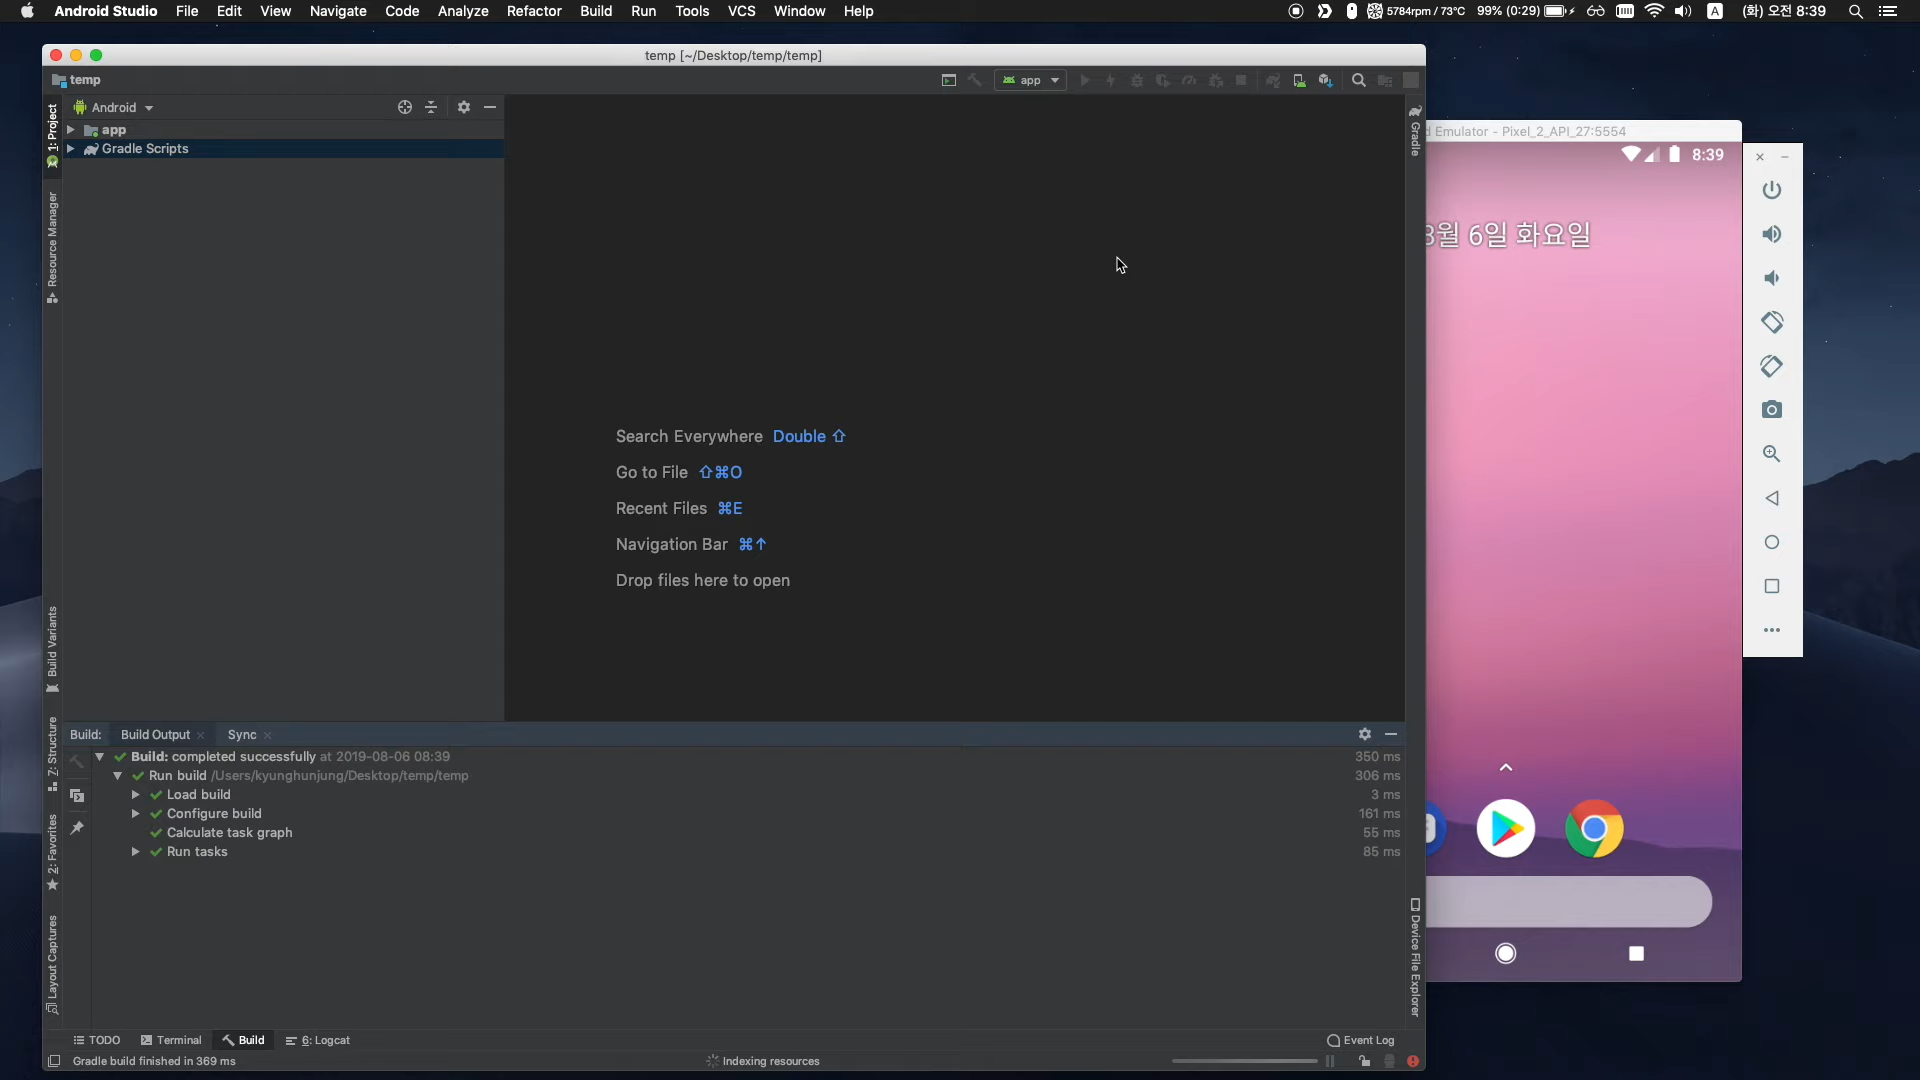 Android Studio File Edit View Navigate Code Analyze Refactor Build Run Tools VCS Window Help 5784rpm / 73°C 99% (0:29) A (화) 오전 8:39
temp [~/Desktop/temp/temp]
temp
app
Android
1: Project
app
Gradle Scripts
Resource Manager
Gradle
Search Everywhere Double ⇧
Go to File ⇧⌘O
Recent Files ⌘E
Navigation Bar ⌘↑
Drop files here to open
Build Variants
Z: Structure
2: Favorites
Layout Captures
Build: Build Output Sync
Build: completed successfully at 2019-08-06 08:39 350 ms
Run build /Users/kyunghunjung/Desktop/temp/temp 306 ms
Load build 3 ms
Configure build 161 ms
Calculate task graph 55 ms
Run tasks 85 ms
Device File Explorer
TODO Terminal Build 6: Logcat Event Log
Gradle build finished in 369 ms Indexing resources
d Emulator - Pixel_2_API_27:5554
8:39
8월 6일 화요일